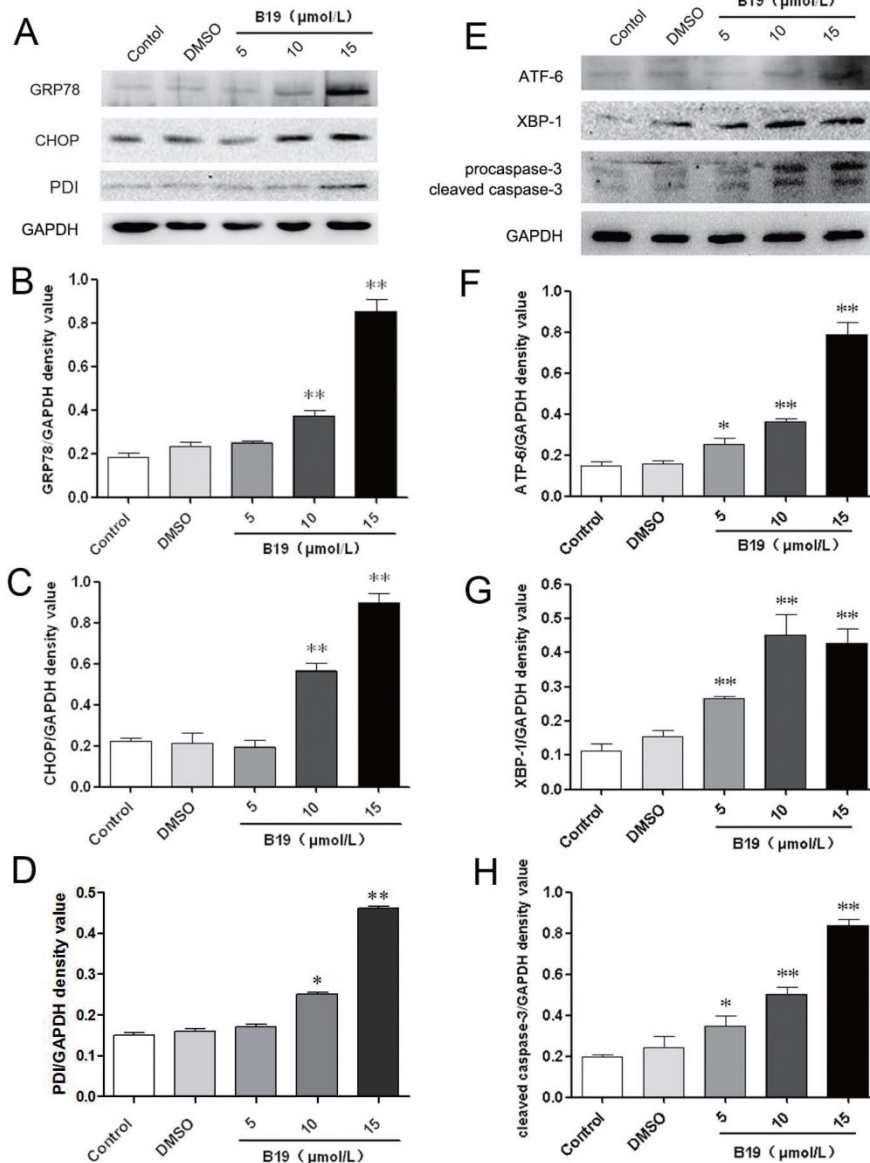 A
Contol
DMSO
B19 (μmol/L)
5
10
15
GRP78
CHOP
PDI
GAPDH
E
Contol
DMSO
B19 (μmol/L)
5
10
15
ATF-6
XBP-1
procaspase-3
cleaved caspase-3
GAPDH
B
GRP78/GAPDH density value
1.0
0.8
0.6
0.4
0.2
0.0
**
**
Control
DMSO
5
10
15
B19 (μmol/L)
F
ATP-6/GAPDH density value
1.0
0.8
0.6
0.4
0.2
0.0
*
**
**
Control
DMSO
5
10
15
B19 (μmol/L)
C
CHOP/GAPDH density value
1.0
0.8
0.6
0.4
0.2
0.0
**
**
Control
DMSO
5
10
15
B19 (μmol/L)
G
XBP-1/GAPDH density value
0.6
0.5
0.4
0.3
0.2
0.1
0.0
**
**
**
Control
DMSO
5
10
15
B19 (μmol/L)
D
PDI/GAPDH density value
0.5
0.4
0.3
0.2
0.1
0.0
*
**
Control
DMSO
5
10
15
B19 (μmol/L)
H
cleaved caspase-3/GAPDH density value
1.0
0.8
0.6
0.4
0.2
0.0
*
**
**
Control
DMSO
5
10
15
B19 (μmol/L)